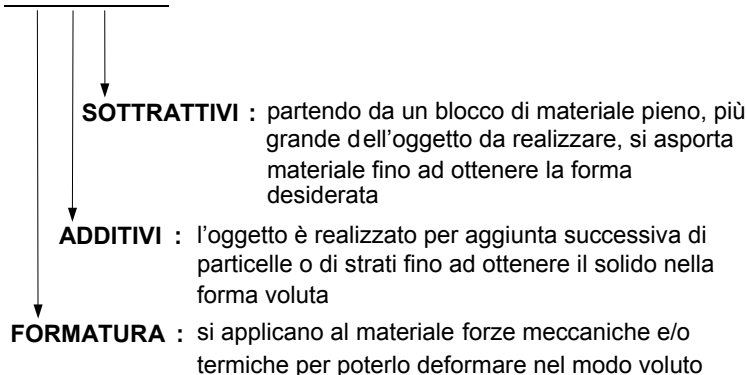 SOTTRATTIVI : partendo da un blocco di materiale pieno, più
grande dell'oggetto da realizzare, si asporta
materiale fino ad ottenere la forma
desiderata
ADDITIVI : l'oggetto è realizzato per aggiunta successiva di
particelle o di strati fino ad ottenere il solido nella
forma voluta
FORMATURA : si applicano al materiale forze meccaniche e/o
termiche per poterlo deformare nel modo voluto